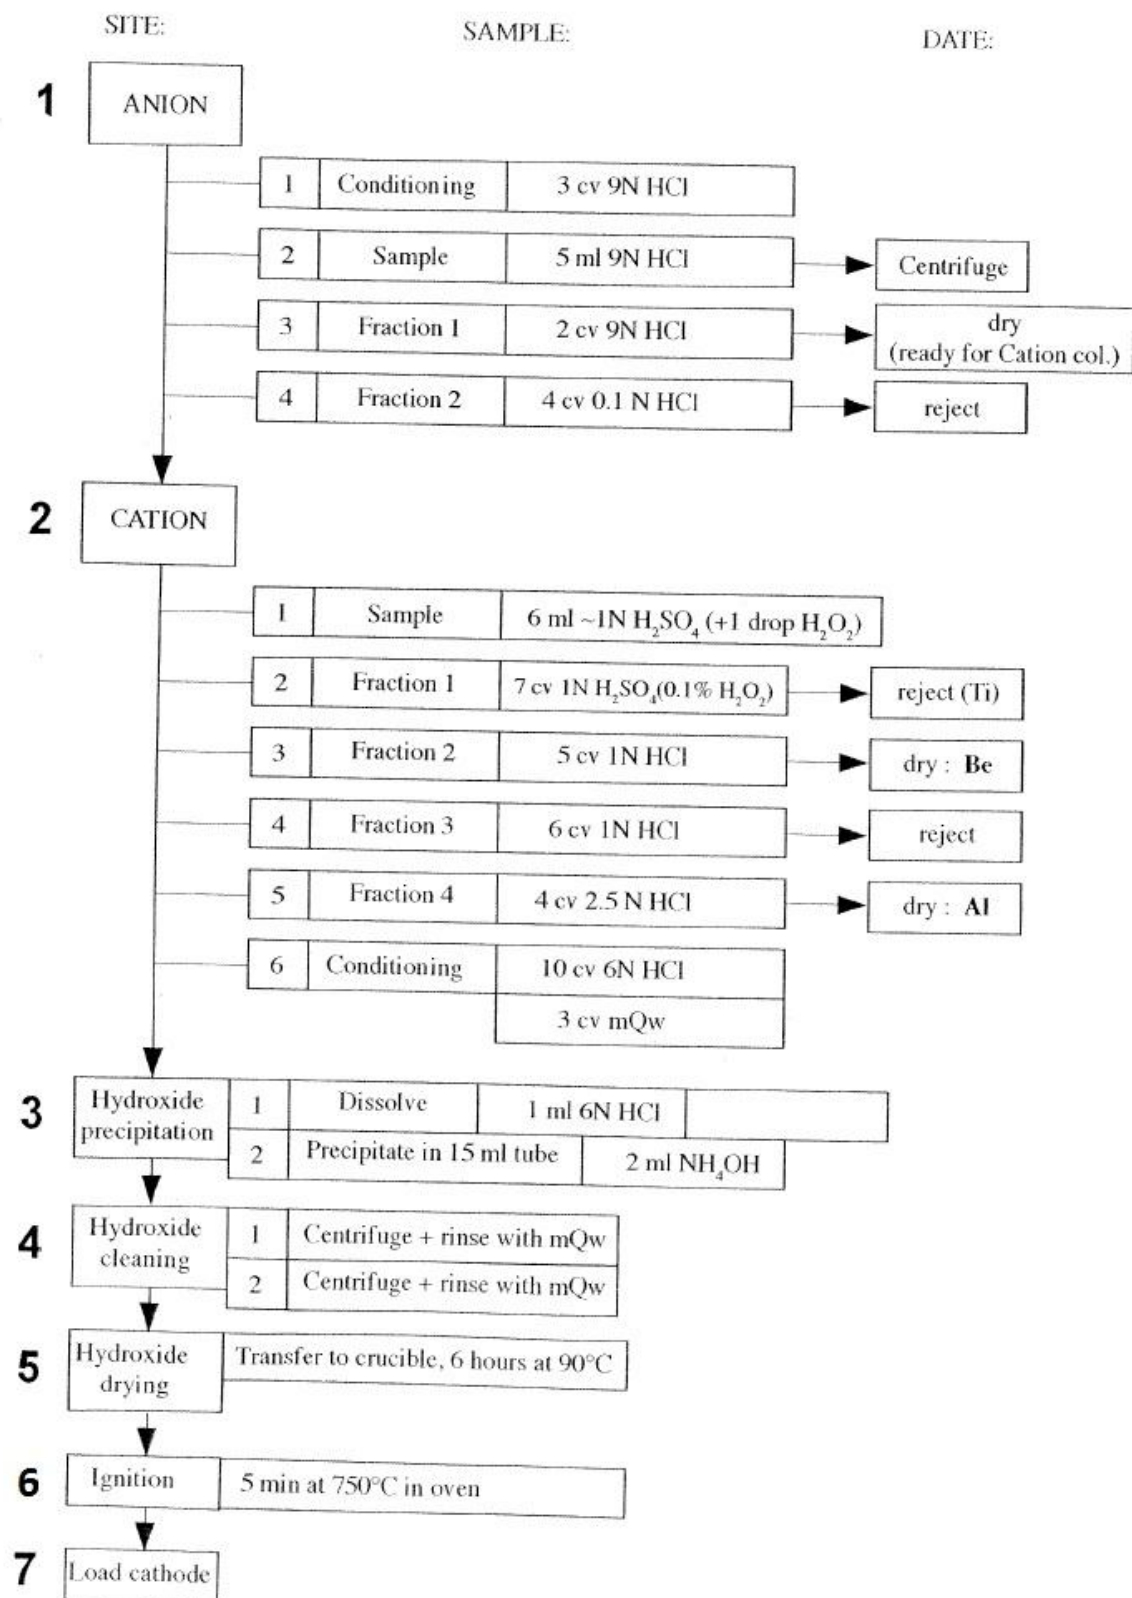 SITE:
SAMPLE:
DATE:
1
ANION
1 Conditioning 3 cv 9N HCl
2 Sample 5 ml 9N HCl Centrifuge
3 Fraction 1 2 cv 9N HCl dry
(ready for Cation col.)
4 Fraction 2 4 cv 0.1 N HCl reject
2
CATION
1 Sample 6 ml ~1N H₂SO₄ (+1 drop H₂O₂)
2 Fraction 1 7 cv 1N H₂SO₄(0.1% H₂O₂) reject (Ti)
3 Fraction 2 5 cv 1N HCl dry : Be
4 Fraction 3 6 cv 1N HCl reject
5 Fraction 4 4 cv 2.5 N HCl dry : Al
6 Conditioning 10 cv 6N HCl
3 cv mQw
3
Hydroxide
precipitation
1 Dissolve 1 ml 6N HCl
2 Precipitate in 15 ml tube 2 ml NH₄OH
4
Hydroxide
cleaning
1 Centrifuge + rinse with mQw
2 Centrifuge + rinse with mQw
5
Hydroxide
drying
Transfer to crucible, 6 hours at 90°C
6
Ignition 5 min at 750°C in oven
7
Load cathode